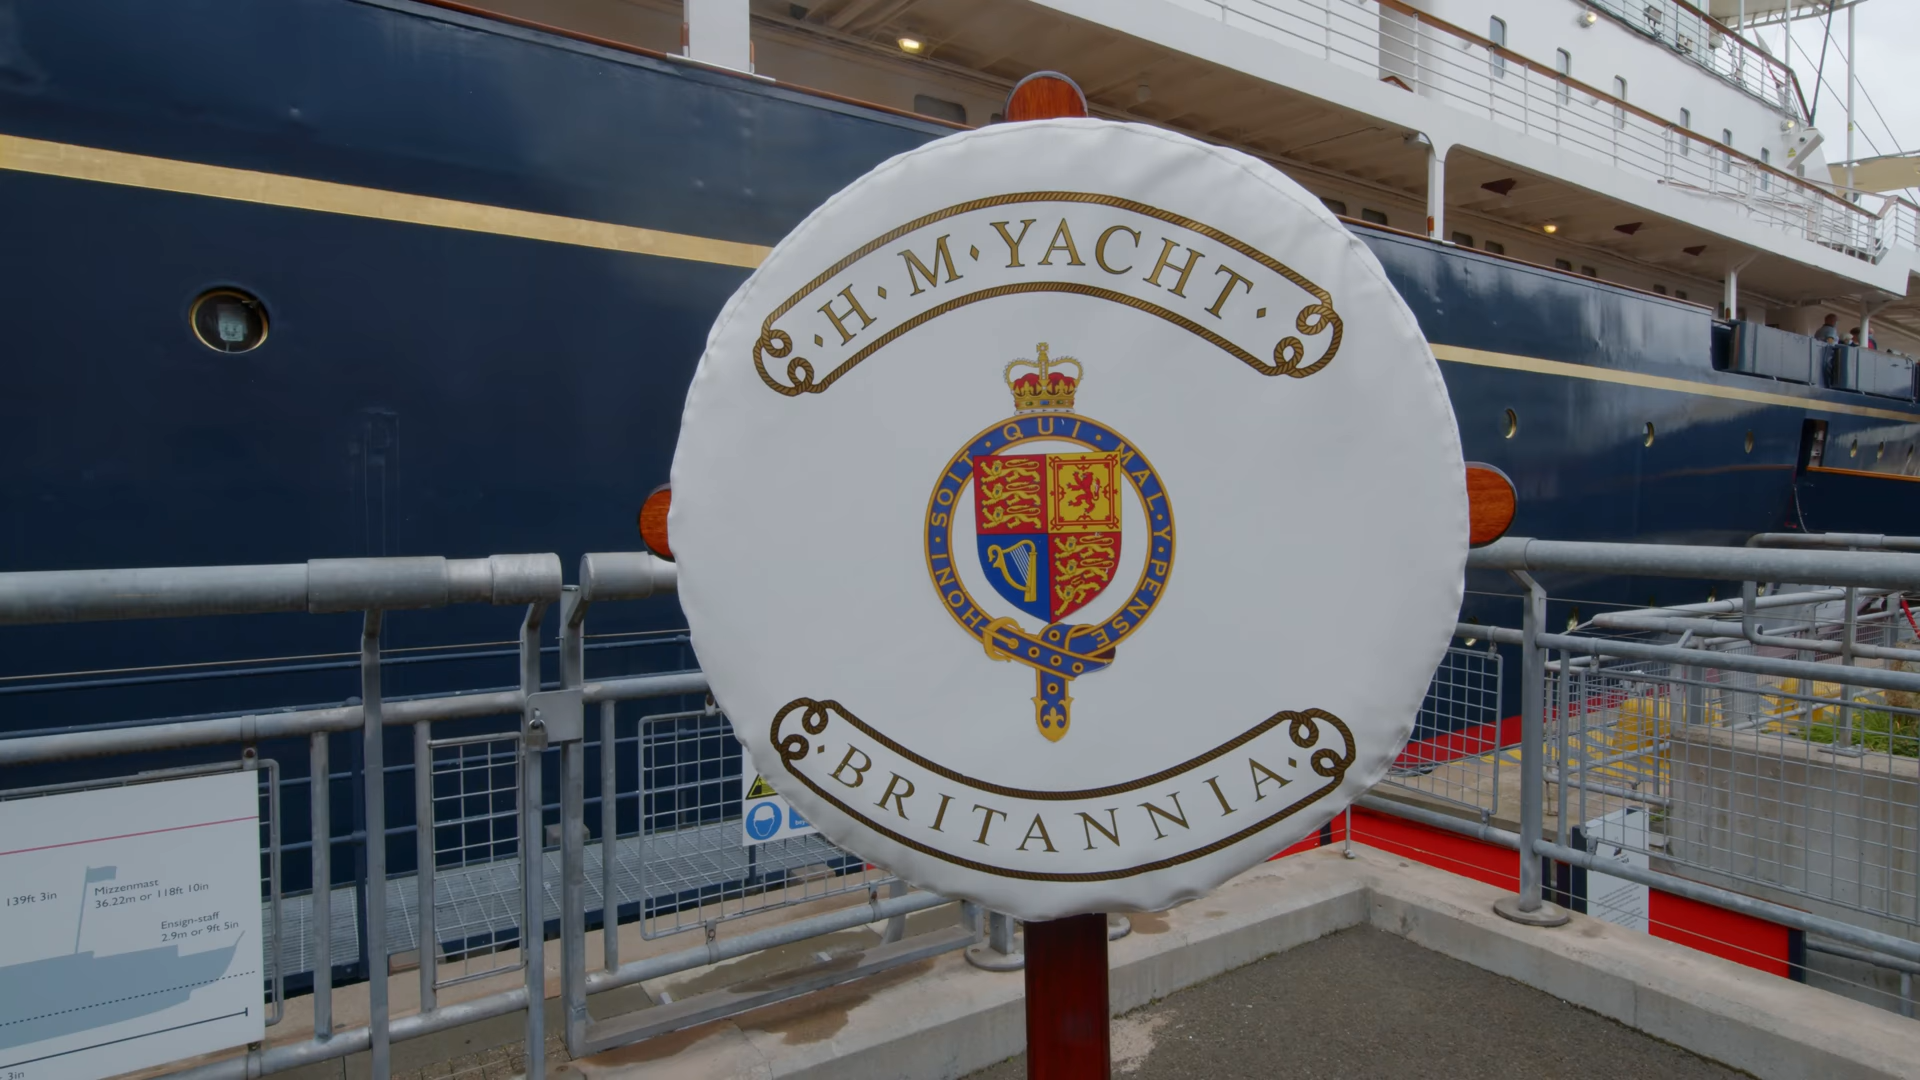 ·H·M·YACHT·
HONI·SOIT·QUI·MAL·Y·PENSE
·BRITANNIA·
139ft 3in
Mizzenmast
36.22m or 118ft 10in
Ensign-staff
2.9m or 9ft 5in
3in